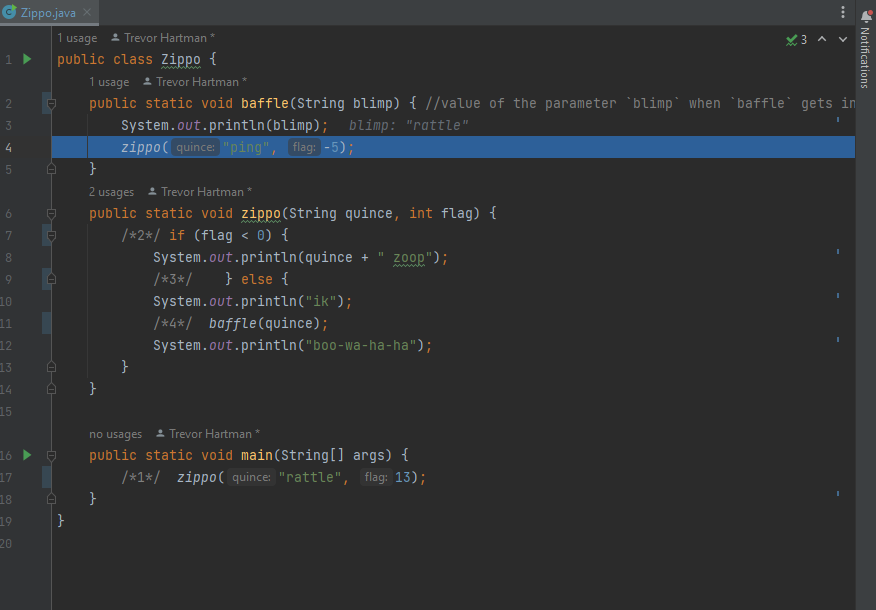 Zippo.java
1 usage Trevor Hartman *
3
1 public class Zippo {
1 usage Trevor Hartman *
2 public static void baffle(String blimp) { //value of the parameter `blimp` when `baffle` gets in
3 System.out.println(blimp); blimp: "rattle"
4 zippo( quince: "ping", flag: -5);
5 }
2 usages Trevor Hartman *
6 public static void zippo(String quince, int flag) {
7 /*2*/ if (flag < 0) {
8 System.out.println(quince + " zoop");
9 /*3*/ } else {
10 System.out.println("ik");
11 /*4*/ baffle(quince);
12 System.out.println("boo-wa-ha-ha");
13 }
14 }
15
no usages Trevor Hartman *
16 public static void main(String[] args) {
17 /*1*/ zippo( quince: "rattle", flag: 13);
18 }
19 }
20
Notifications